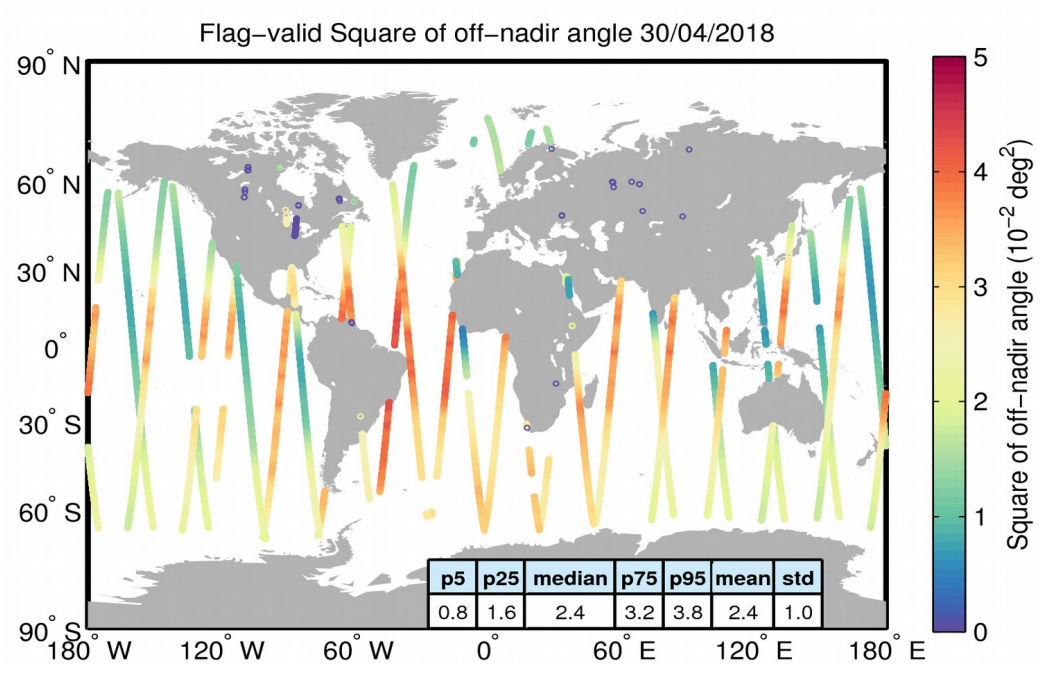 Flag−valid Square of off−nadir angle 30/04/2018
90° N
60° N
30° N
0°
30° S
60° S
90° S
180° W
120° W
60° W
0°
60° E
120° E
180° E
p5 p25 median p75 p95 mean std
0.8 1.6 2.4 3.2 3.8 2.4 1.0
5
4
3
2
1
0
Square of off−nadir angle (10⁻² deg²)